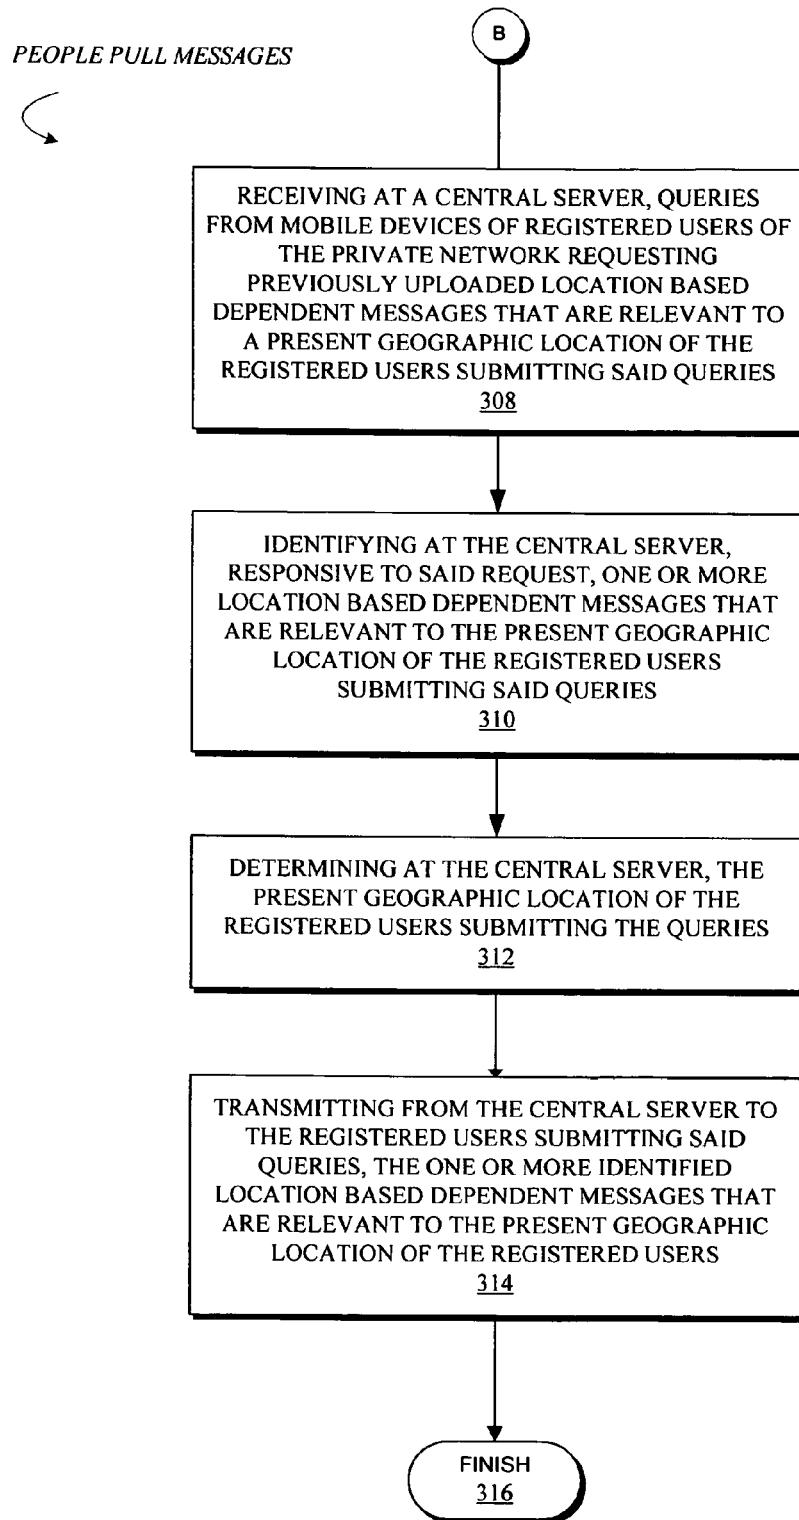 B
PEOPLE PULL MESSAGES
RECEIVING AT A CENTRAL SERVER, QUERIES
FROM MOBILE DEVICES OF REGISTERED USERS OF
THE PRIVATE NETWORK REQUESTING
PREVIOUSLY UPLOADED LOCATION BASED
DEPENDENT MESSAGES THAT ARE RELEVANT TO
A PRESENT GEOGRAPHIC LOCATION OF THE
REGISTERED USERS SUBMITTING SAID QUERIES
308
IDENTIFYING AT THE CENTRAL SERVER,
RESPONSIVE TO SAID REQUEST, ONE OR MORE
LOCATION BASED DEPENDENT MESSAGES THAT
ARE RELEVANT TO THE PRESENT GEOGRAPHIC
LOCATION OF THE REGISTERED USERS
SUBMITTING SAID QUERIES
310
DETERMINING AT THE CENTRAL SERVER, THE
PRESENT GEOGRAPHIC LOCATION OF THE
REGISTERED USERS SUBMITTING THE QUERIES
312
TRANSMITTING FROM THE CENTRAL SERVER TO
THE REGISTERED USERS SUBMITTING SAID
QUERIES, THE ONE OR MORE IDENTIFIED
LOCATION BASED DEPENDENT MESSAGES THAT
ARE RELEVANT TO THE PRESENT GEOGRAPHIC
LOCATION OF THE REGISTERED USERS
314
FINISH
316